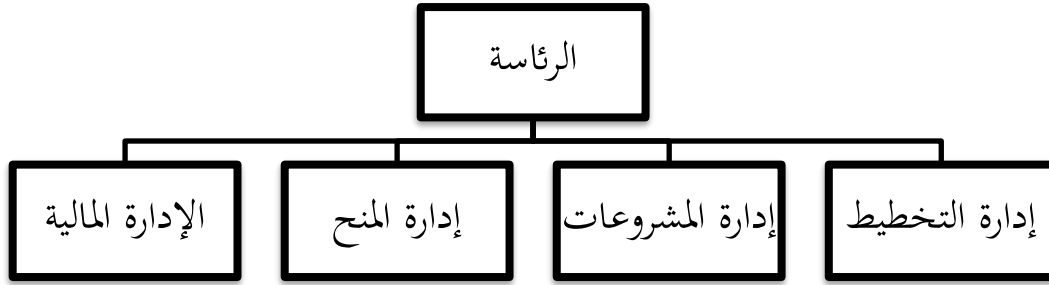 الرئاسة
إدارة التخطيط
إدارة المشروعات
إدارة المنح
الإدارة المالية